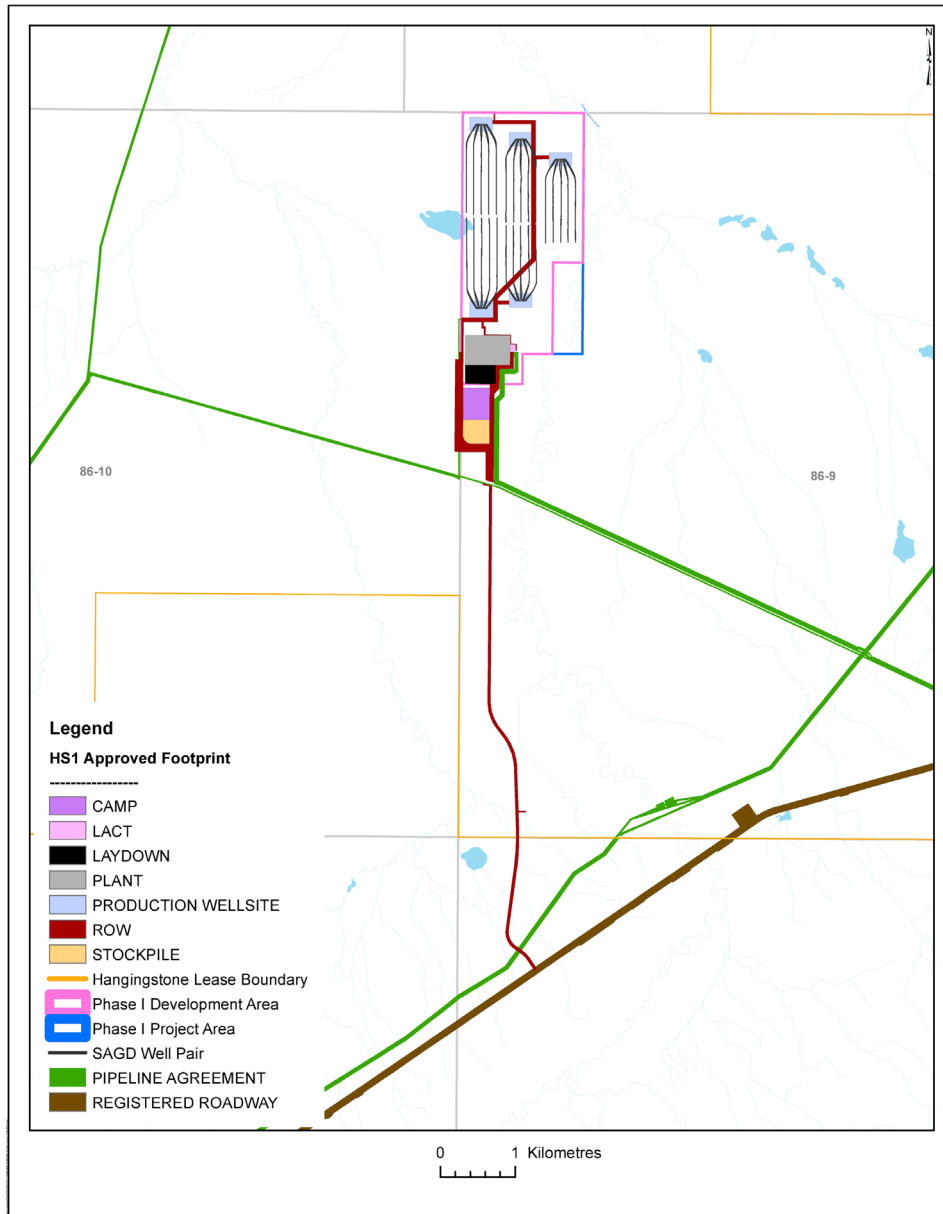 N
86-10
86-9
Legend
HS1 Approved Footprint
------------------
CAMP
LACT
LAYDOWN
PLANT
PRODUCTION WELLSITE
ROW
STOCKPILE
Hangingstone Lease Boundary
Phase I Development Area
Phase I Project Area
SAGD Well Pair
PIPELINE AGREEMENT
REGISTERED ROADWAY
0 1 Kilometres